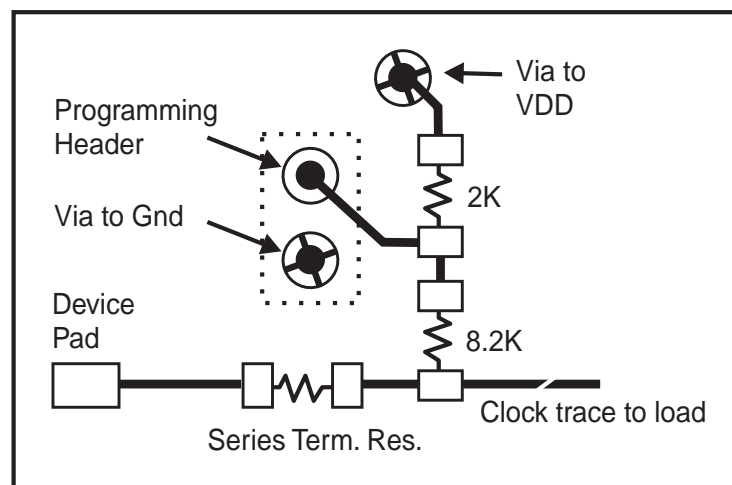 Via to
VDD
Programming
Header
2K
Via to Gnd
Device
Pad
8.2K
Clock trace to load
Series Term. Res.